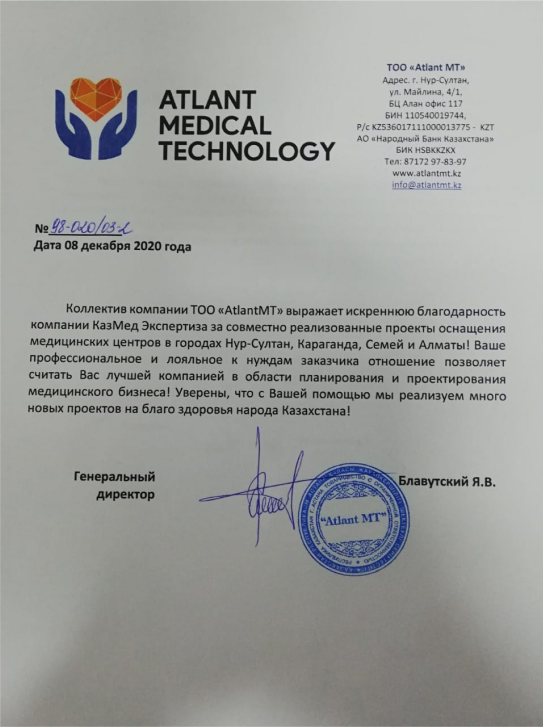 ATLANT
MEDICAL
TECHNOLOGY
ТОО «Atlant MT»
Адрес. г. Нур-Султан,
ул. Майлина, 4/1,
БЦ Алан офис 117
БИН 110540019744,
Р/с KZ536017111000013775 - KZT
АО «Народный Банк Казахстана»
БИК HSBKKZKX
Тел: 87172 97-83-97
www.atlantmt.kz
info@atlantmt.kz
№ 98-020/03-2
Дата 08 декабря 2020 года
Коллектив компании ТОО «AtlantMT» выражает искреннюю благодарность
компании КазМед Экспертиза за совместно реализованные проекты оснащения
медицинских центров в городах Нур-Султан, Караганда, Семей и Алматы! Ваше
профессиональное и лояльное к нуждам заказчика отношение позволяет
считать Вас лучшей компанией в области планирования и проектирования
медицинского бизнеса! Уверены, что с Вашей помощью мы реализуем много
новых проектов на благо здоровья народа Казахстана!
Генеральный
директор
Блавутский Я.В.
"Atlant MT"